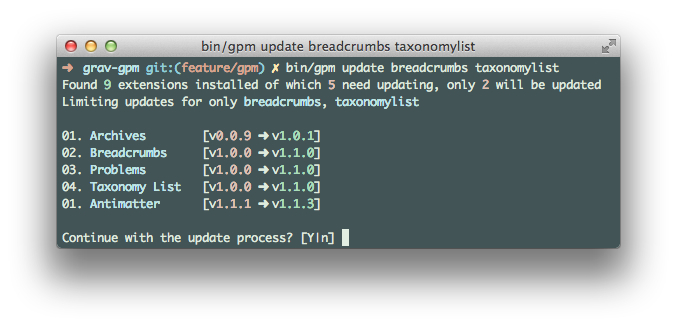 bin/gpm update breadcrumbs taxonomylist
➜ grav-gpm git:(feature/gpm) ✗ bin/gpm update breadcrumbs taxonomylist
Found 9 extensions installed of which 5 need updating, only 2 will be updated
Limiting updates for only breadcrumbs, taxonomylist
01. Archives [v0.0.9 ➜ v1.0.1]
02. Breadcrumbs [v1.0.0 ➜ v1.1.0]
03. Problems [v1.0.0 ➜ v1.1.0]
04. Taxonomy List [v1.0.0 ➜ v1.1.0]
01. Antimatter [v1.1.1 ➜ v1.1.3]
Continue with the update process? [Y|n]